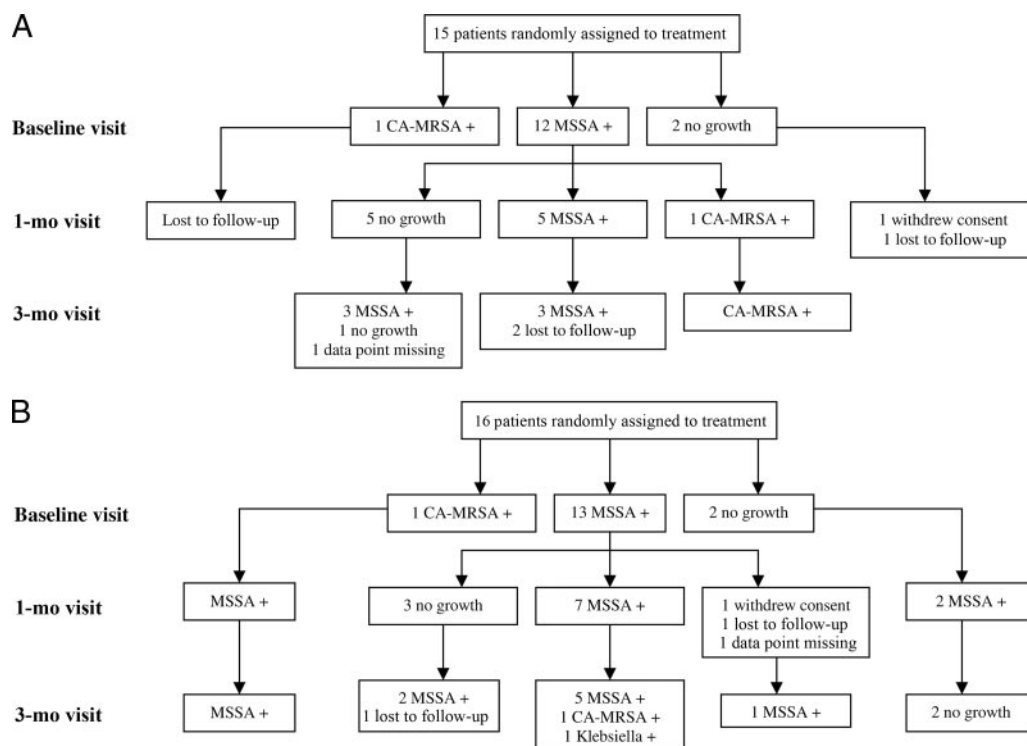 A
15 patients randomly assigned to treatment
Baseline visit
1 CA-MRSA +
12 MSSA +
2 no growth
1-mo visit
Lost to follow-up
5 no growth
5 MSSA +
1 CA-MRSA +
1 withdrew consent
1 lost to follow-up
3-mo visit
3 MSSA +
1 no growth
1 data point missing
3 MSSA +
2 lost to follow-up
CA-MRSA +
B
16 patients randomly assigned to treatment
Baseline visit
1 CA-MRSA +
13 MSSA +
2 no growth
1-mo visit
MSSA +
3 no growth
7 MSSA +
1 withdrew consent
1 lost to follow-up
1 data point missing
2 MSSA +
3-mo visit
MSSA +
2 MSSA +
1 lost to follow-up
5 MSSA +
1 CA-MRSA +
1 Klebsiella +
1 MSSA +
2 no growth